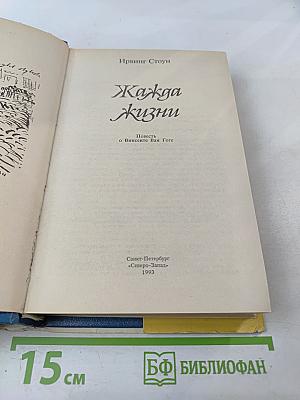 Ирвинг Стоун
Жажда
жизни
Повесть
о Винсенте Ван Гоге
Санкт-Петербург
«Северо-Запад»
1993
15 см
БФ БИБЛИОФАН